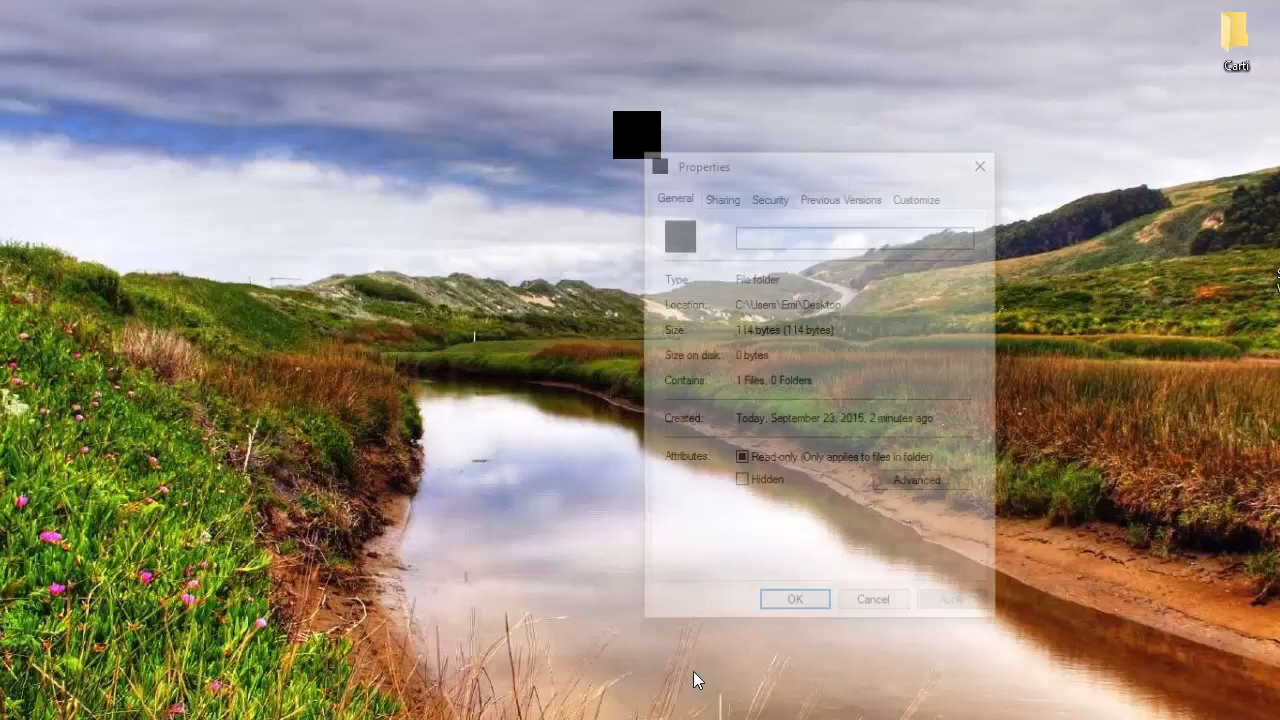 Carti
Properties
General Sharing Security Previous Versions Customize
Type: File folder
Location: C:\Users\Emi\Desktop
Size: 114 bytes (114 bytes)
Size on disk: 0 bytes
Contains: 1 Files, 0 Folders
Created: Today, September 23, 2015, 2 minutes ago
Attributes: Read-only (Only applies to files in folder)
Hidden Advanced...
OK Cancel Apply